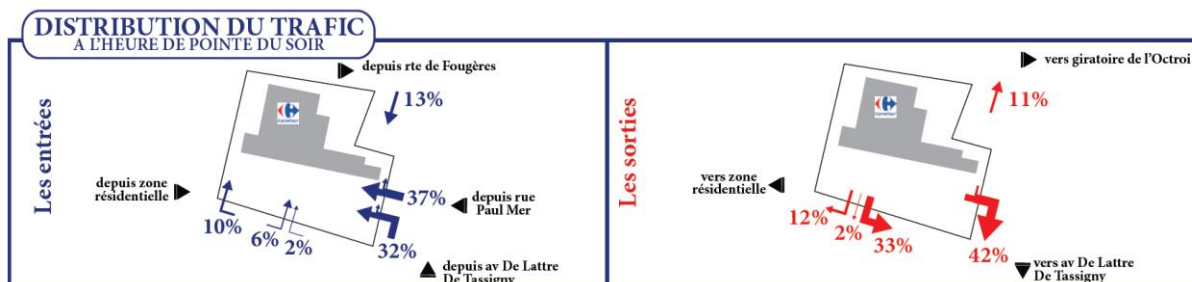 DISTRIBUTION DU TRAFIC
A L'HEURE DE POINTE DU SOIR
Les entrées
depuis rte de Fougères
13%
Carrefour
depuis zone
résidentielle
37%
depuis rue
Paul Mer
10%
6%
2%
32%
depuis av De Lattre
De Tassigny
Les sorties
vers giratoire de l'Octroi
11%
Carrefour
vers zone
résidentielle
12%
2%
33%
42%
vers av De Lattre
De Tassigny